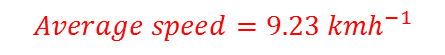 Average speed = 9.23 kmh⁻¹